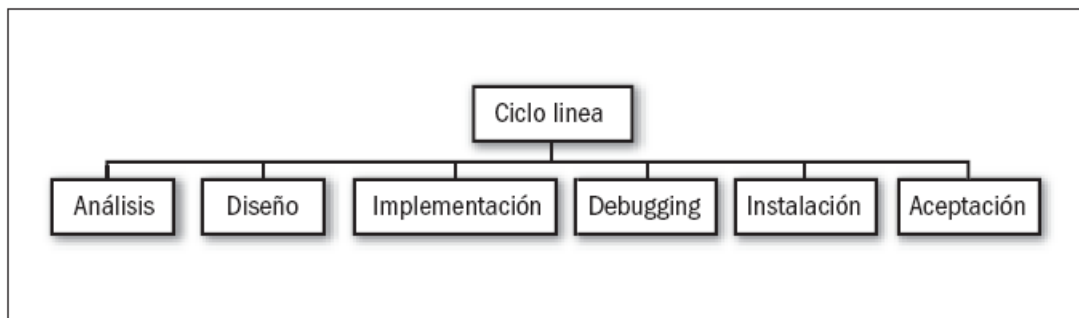 Ciclo linea
Análisis
Diseño
Implementación
Debugging
Instalación
Aceptación